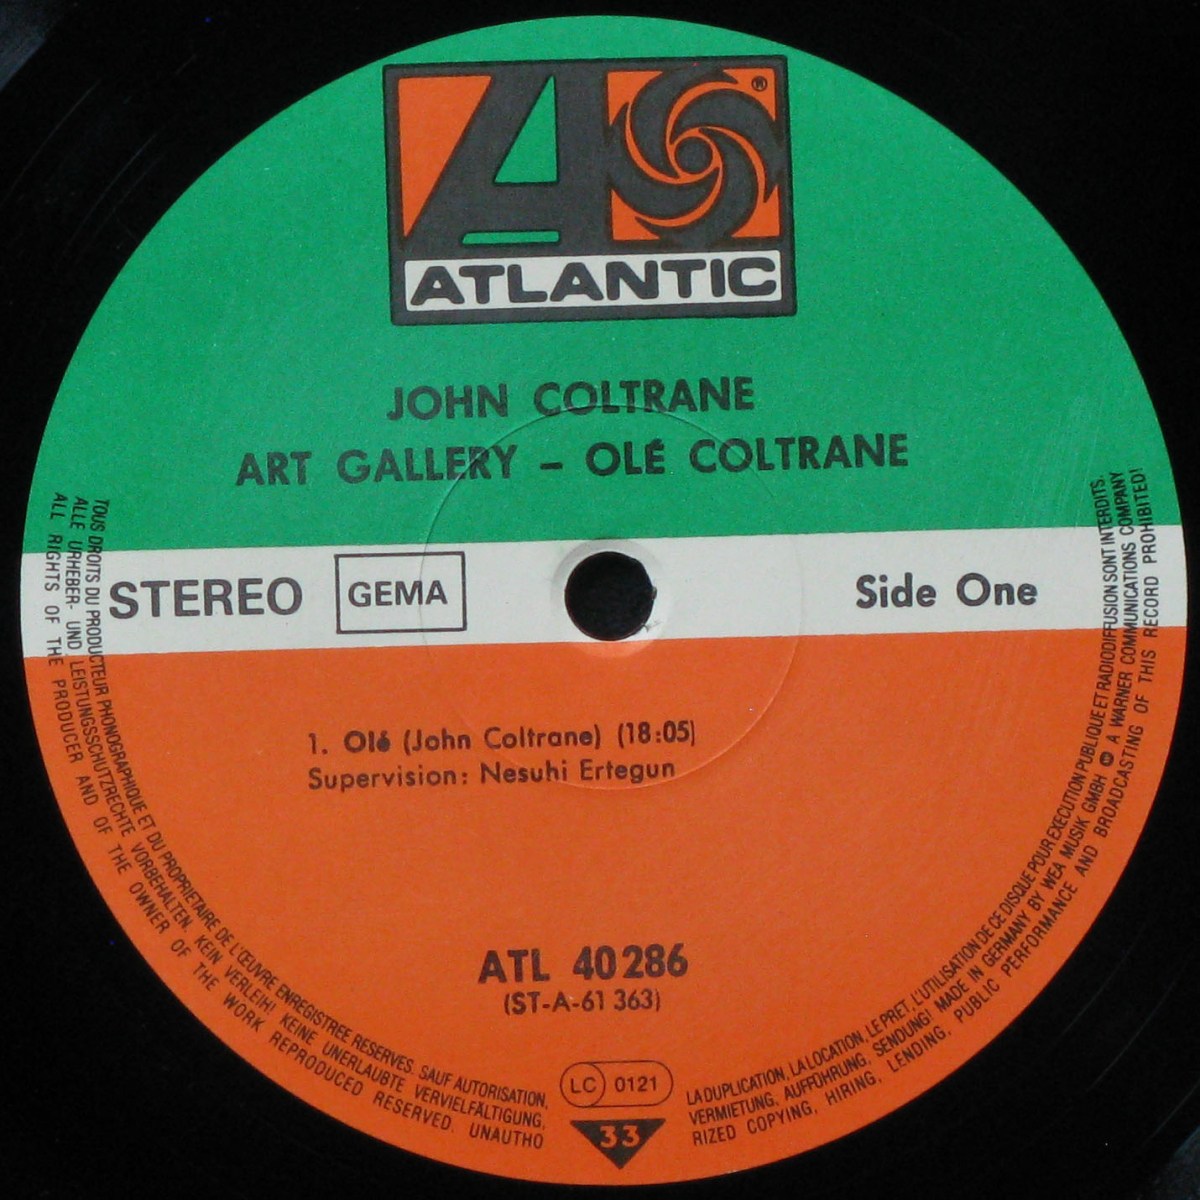 ®
ATLANTIC
JOHN COLTRANE
ART GALLERY – OLÉ COLTRANE
STEREO
GEMA
Side One
1. Olé (John Coltrane) (18:05)
Supervision: Nesuhi Ertegun
ATL 40 286
(ST-A-61 363)
LC 0121
33
TOUS DROITS DU PRODUCTEUR PHONOGRAPHIQUE ET DU PROPRIETAIRE DE L'ŒUVRE ENREGISTREE RESERVES. SAUF AUTORISATION, LA DUPLICATION, LA LOCATION, LE PRET, L'UTILISATION DE CE DISQUE POUR EXECUTION PUBLIQUE ET RADIODIFFUSION SONT INTERDITS.
ALLE URHEBER- UND LEISTUNGSSCHUTZRECHTE VORBEHALTEN. KEIN VERLEIH! KEINE UNERLAUBTE VERVIELFÄLTIGUNG, VERMIETUNG, AUFFÜHRUNG, SENDUNG! MADE IN GERMANY BY WEA MUSIK GMBH A WARNER COMMUNICATIONS COMPANY
ALL RIGHTS OF THE PRODUCER AND OF THE OWNER OF THE WORK REPRODUCED RESERVED. UNAUTHORIZED COPYING, HIRING, LENDING, PUBLIC PERFORMANCE AND BROADCASTING OF THIS RECORD PROHIBITED!